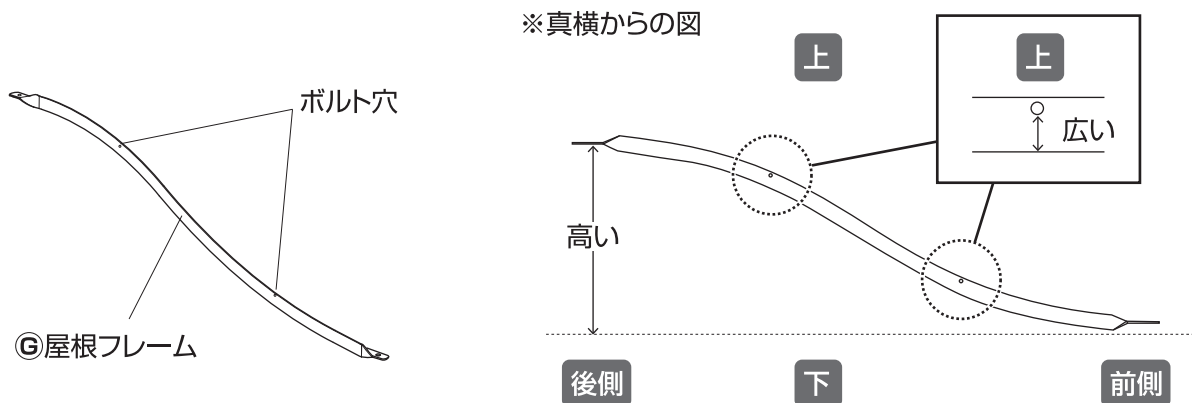 ボルト穴
Ⓖ屋根フレーム
※真横からの図
上
上
広い
高い
後側
下
前側